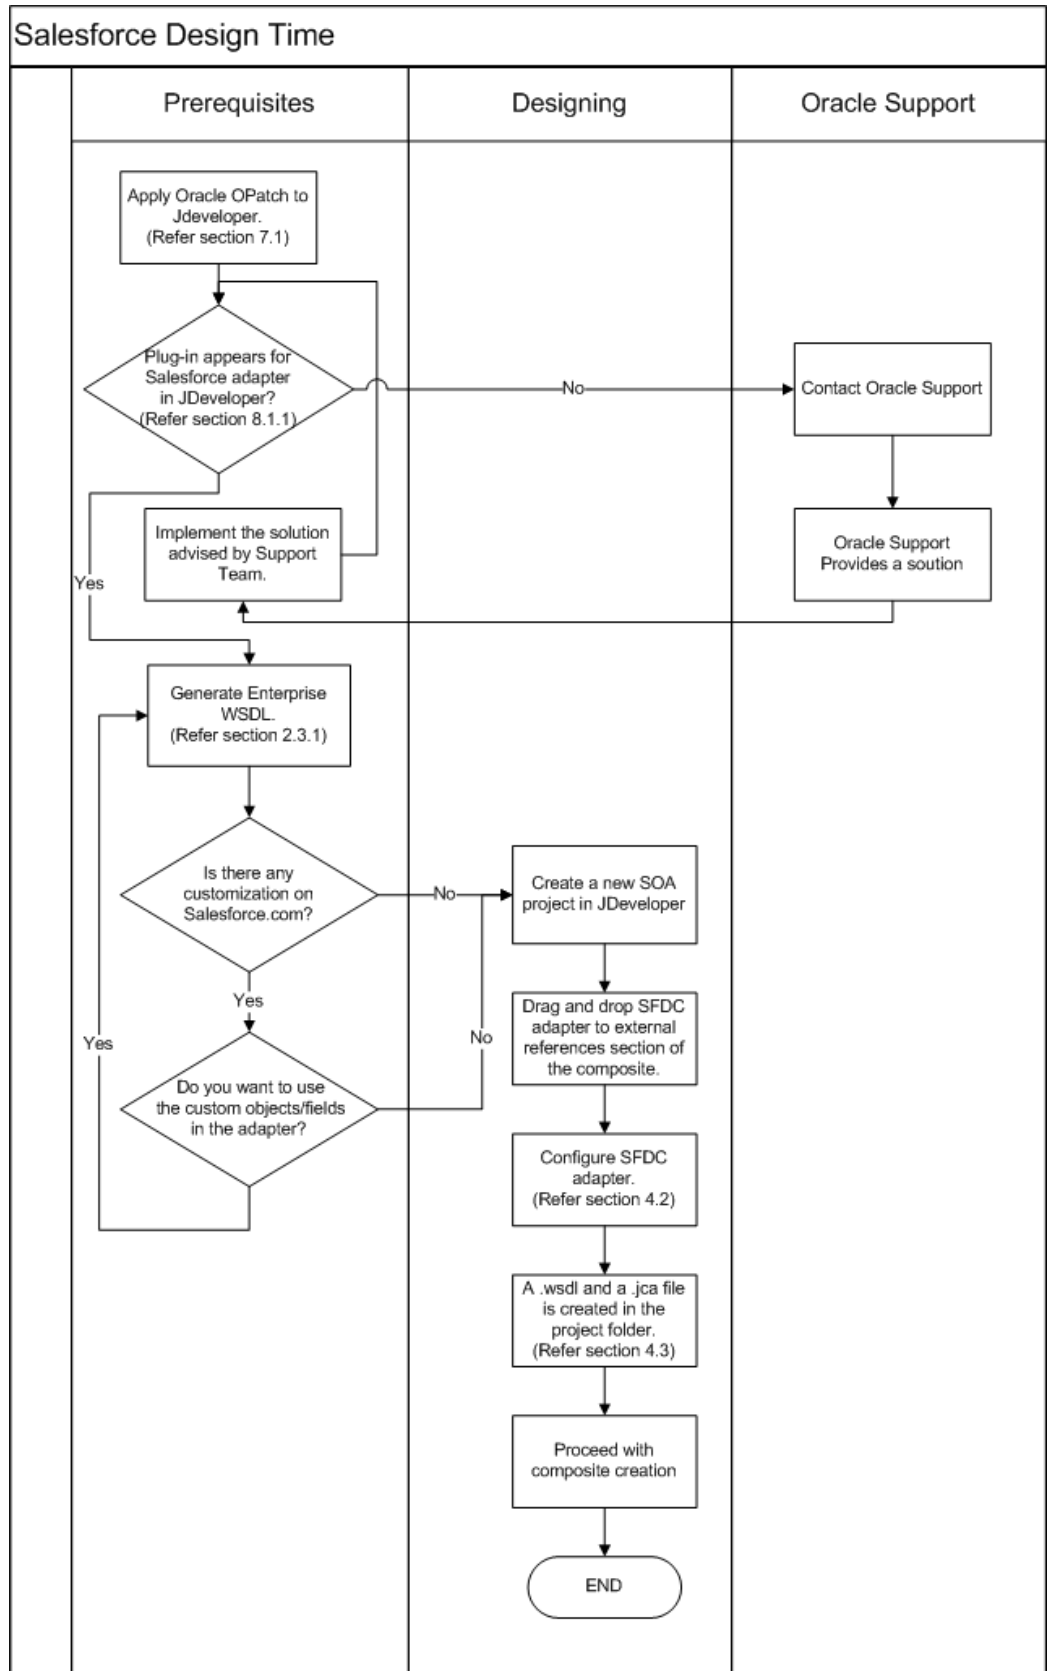 Salesforce Design Time
Prerequisites
Designing
Oracle Support
Apply Oracle OPatch to
Jdeveloper.
(Refer section 7.1)
Plug-in appears for
Salesforce adapter
in JDeveloper?
(Refer section 8.1.1)
No
Contact Oracle Support
Implement the solution
advised by Support
Team.
Oracle Support
Provides a soution
Yes
Generate Enterprise
WSDL.
(Refer section 2.3.1)
Is there any
customization on
Salesforce.com?
No
Create a new SOA
project in JDeveloper
Yes
Drag and drop SFDC
adapter to external
references section of
the composite.
Yes
No
Do you want to use
the custom objects/fields
in the adapter?
Configure SFDC
adapter.
(Refer section 4.2)
A .wsdl and a .jca file
is created in the
project folder.
(Refer section 4.3)
Proceed with
composite creation
END